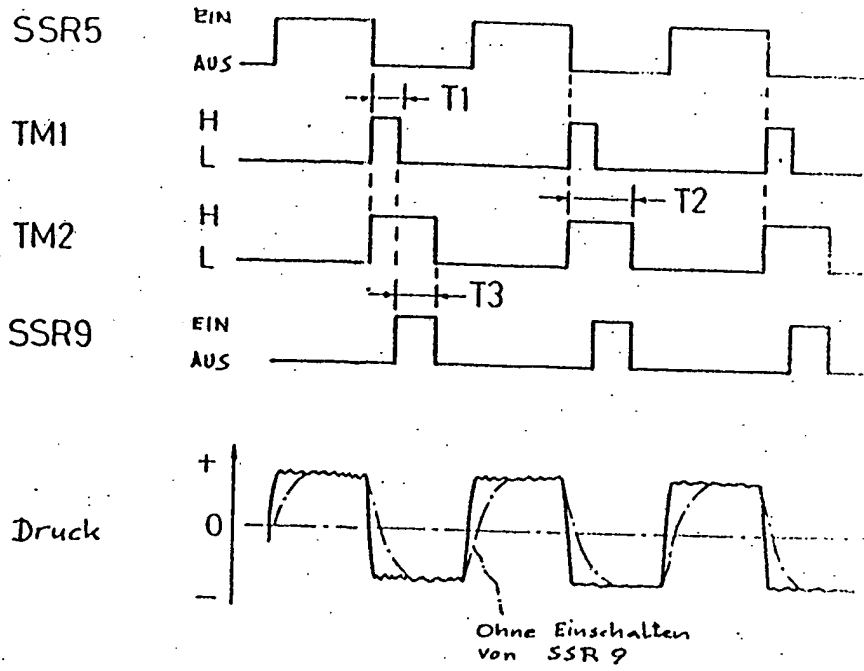 SSR5
EIN
AUS
T1
TM1
H
L
T2
TM2
H
L
T3
SSR9
EIN
AUS
Druck
+
0
-
Ohne Einschalten
von SSR 9